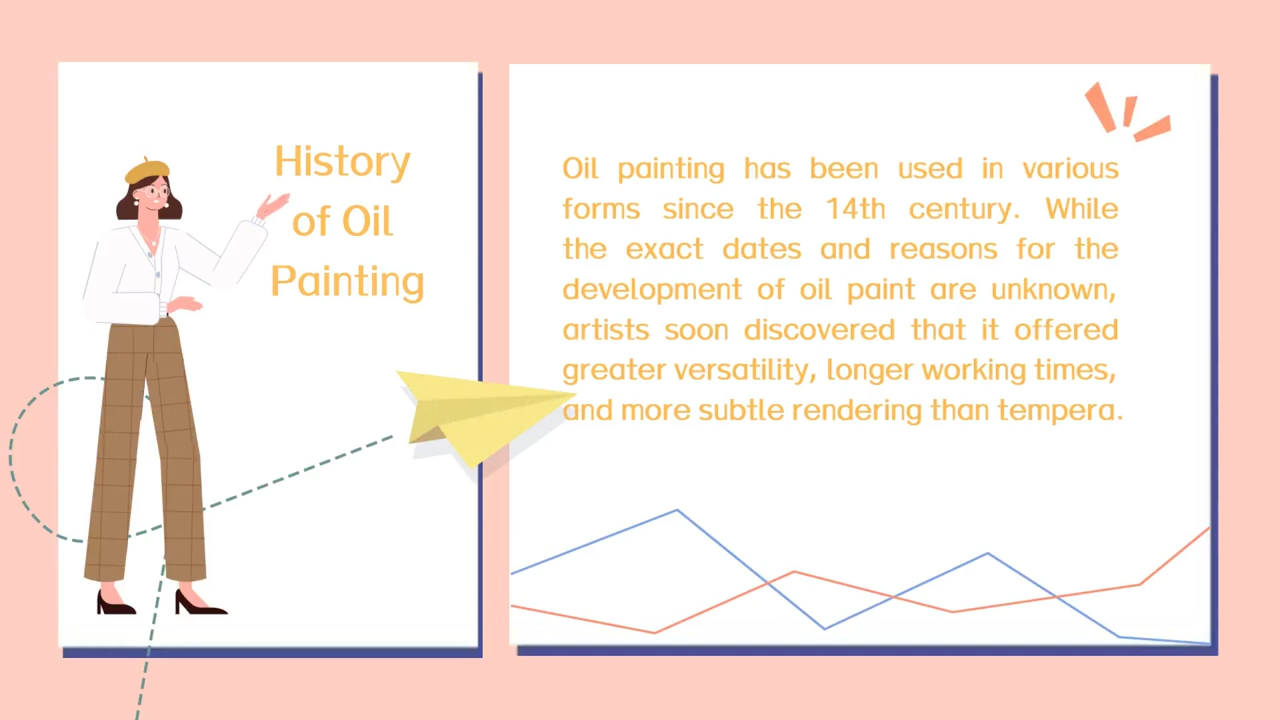 History
of Oil
Painting
Oil painting has been used in various
forms since the 14th century. While
the exact dates and reasons for the
development of oil paint are unknown,
artists soon discovered that it offered
greater versatility, longer working times,
and more subtle rendering than tempera.